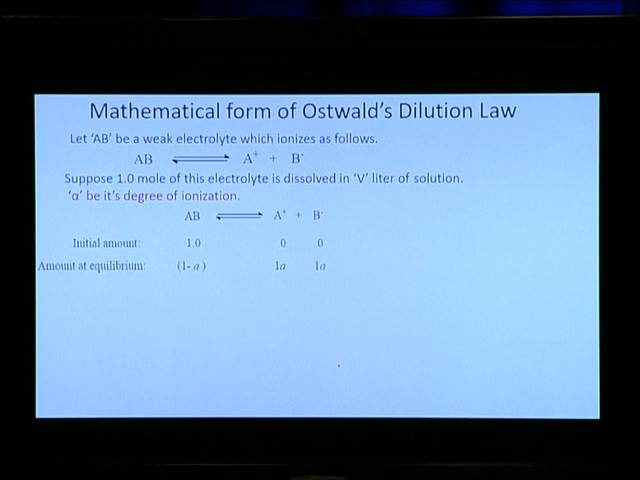 Mathematical form of Ostwald's Dilution Law
Let 'AB' be a weak electrolyte which ionizes as follows.
AB ⇌ A⁺ + B⁻
Suppose 1.0 mole of this electrolyte is dissolved in 'V' liter of solution.
'α' be it's degree of ionization.
AB ⇌ A⁺ + B⁻
Initial amount: 1.0 0 0
Amount at equilibrium: (1-α) 1α 1α